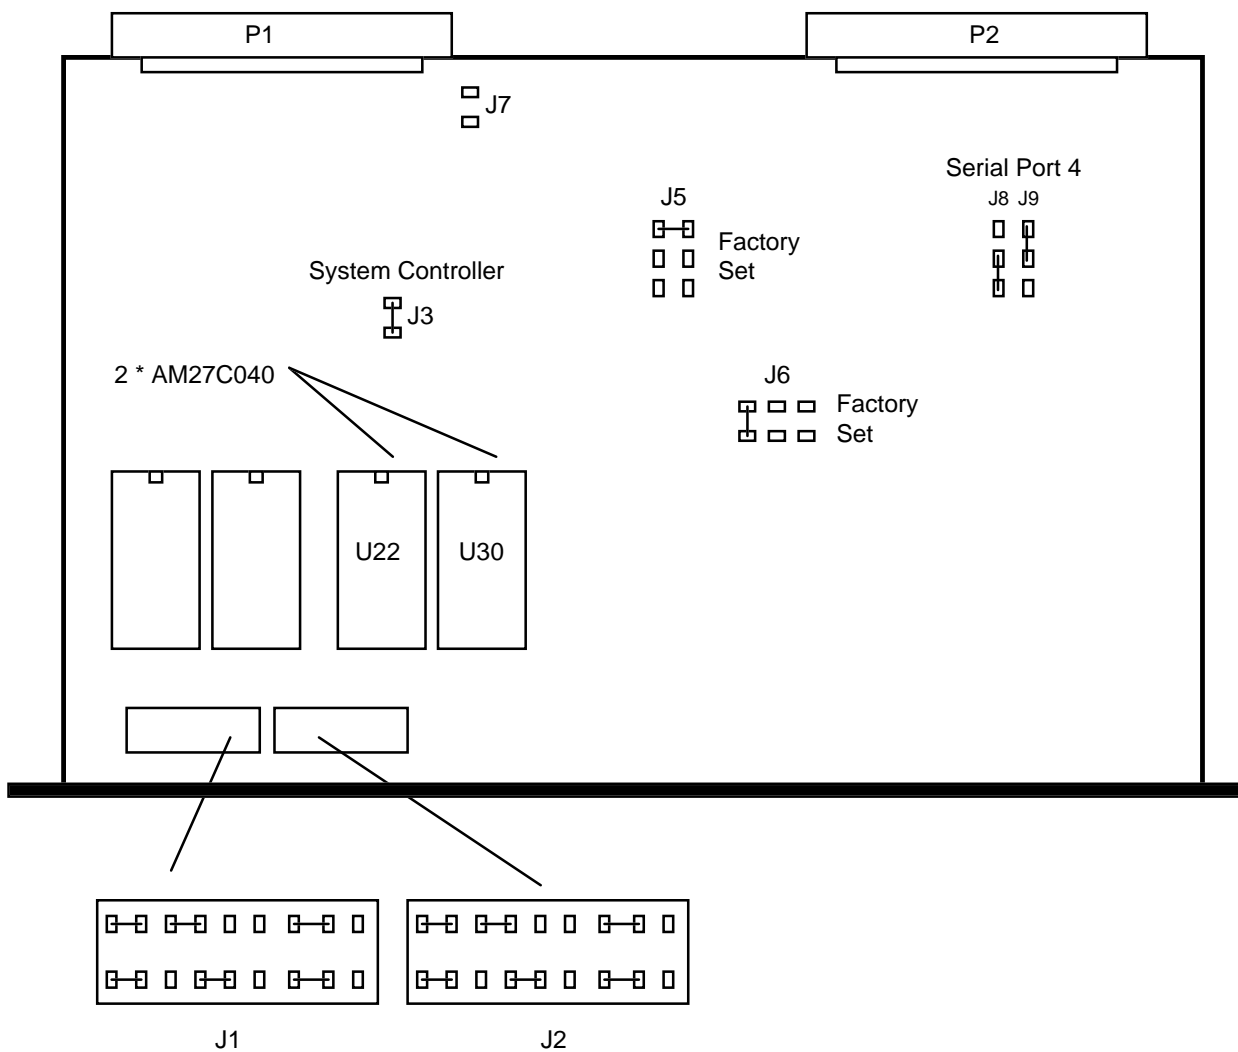 P1
P2
J7
Serial Port 4
J8 J9
J5
Factory
Set
System Controller
J3
2 * AM27C040
J6
Factory
Set
U22
U30
J1
J2